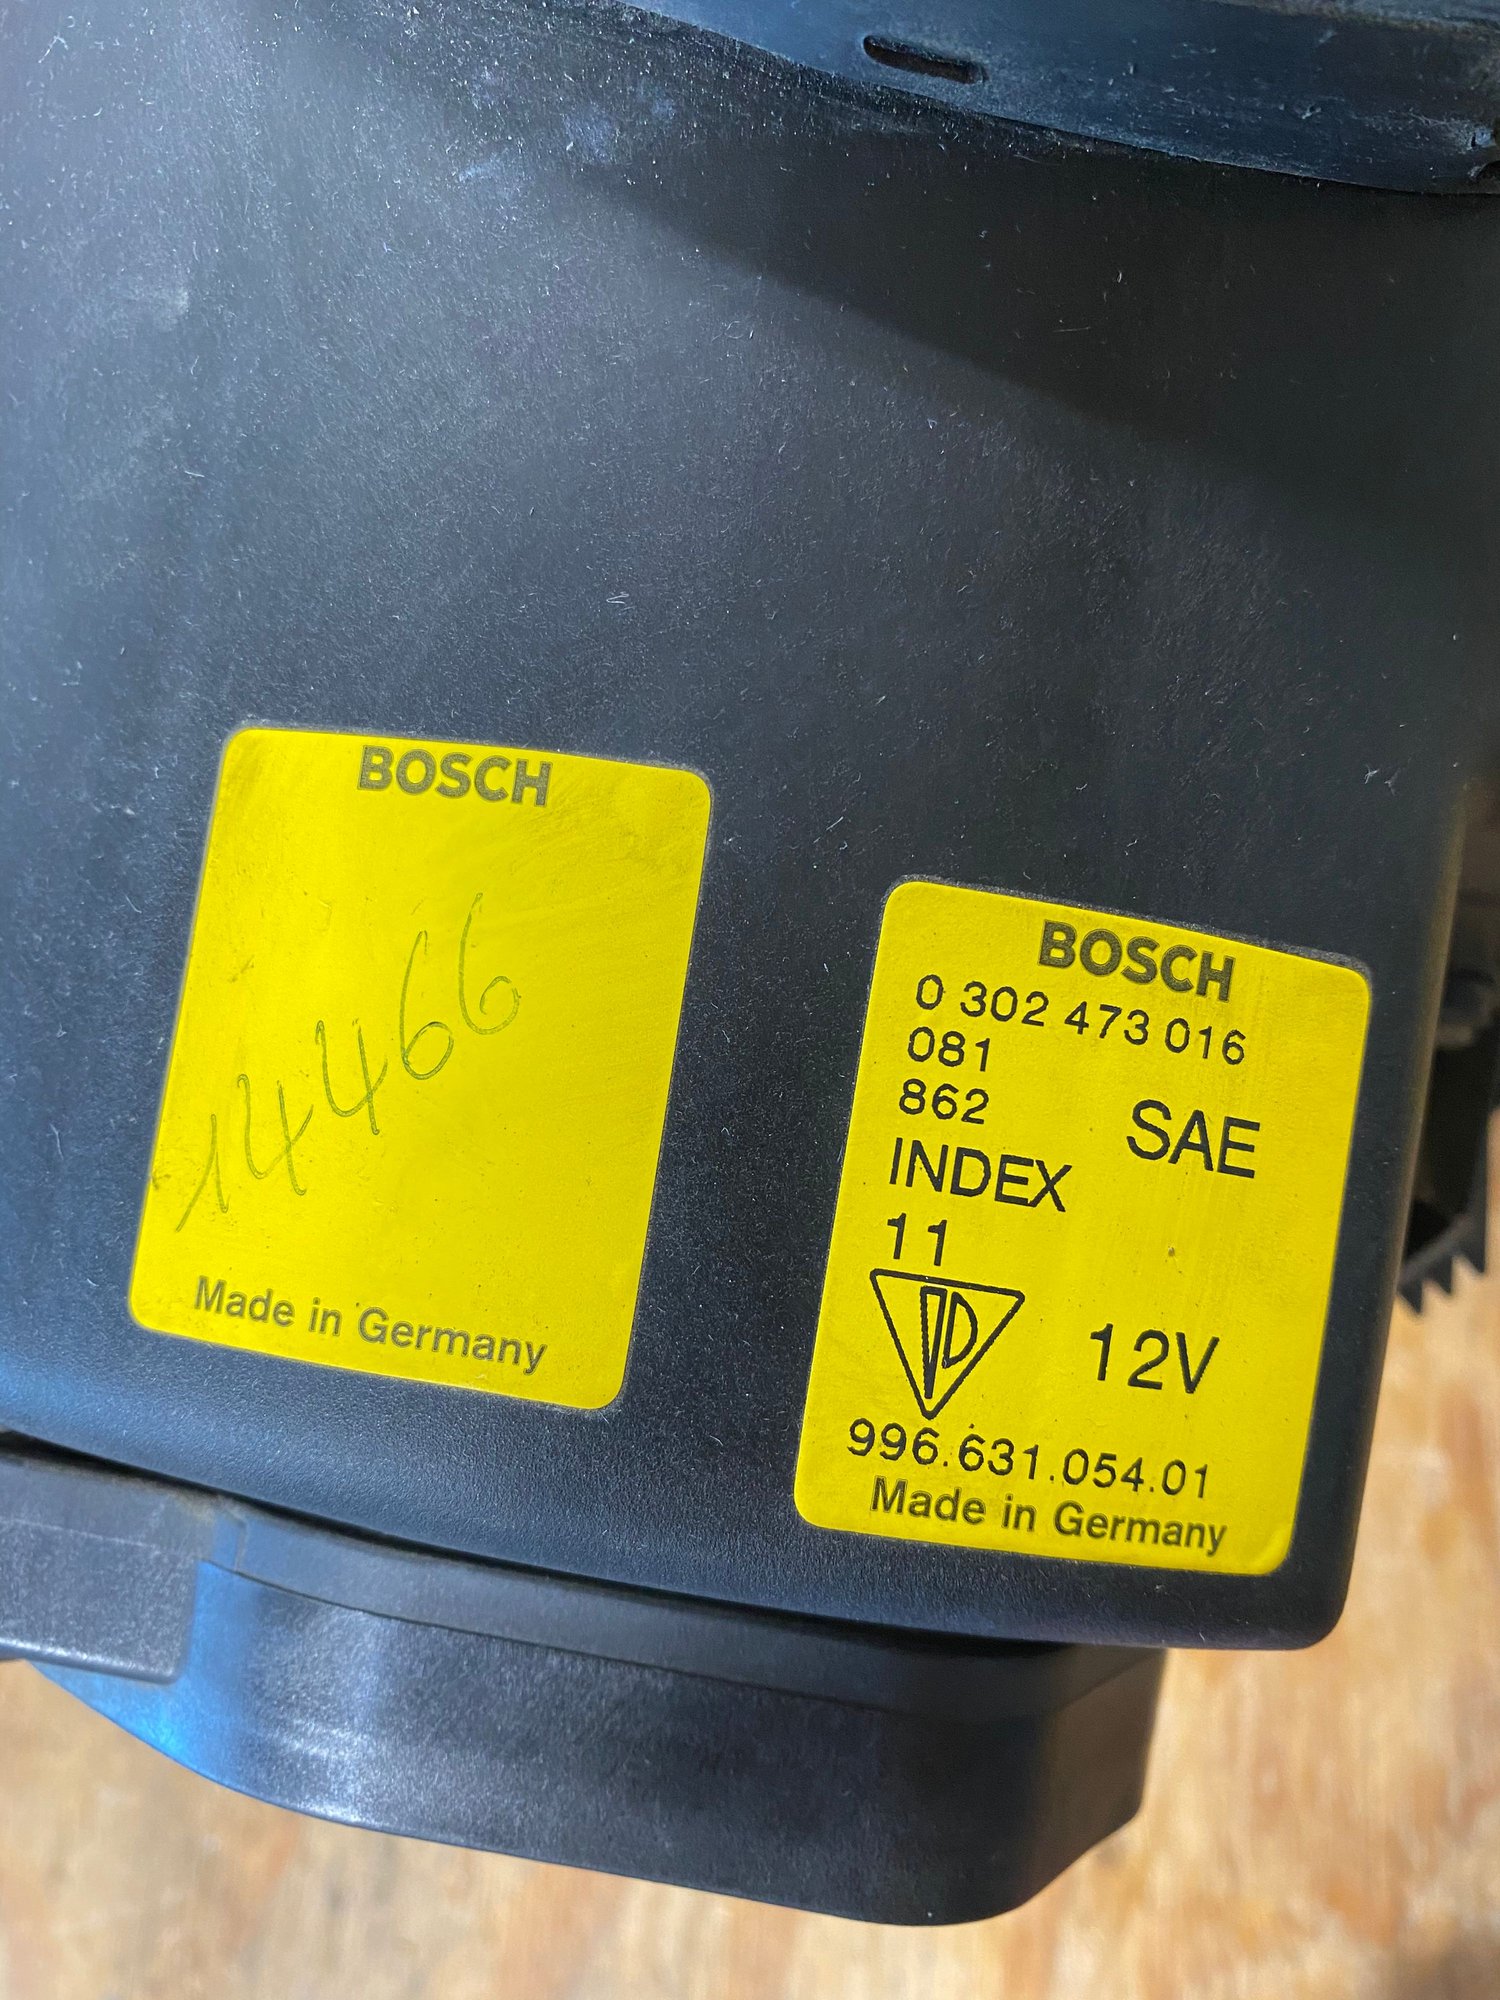 BOSCH
14466
Made in Germany
BOSCH
0 302 473 016
081
862
SAE
INDEX
11
12V
996.631.054.01
Made in Germany